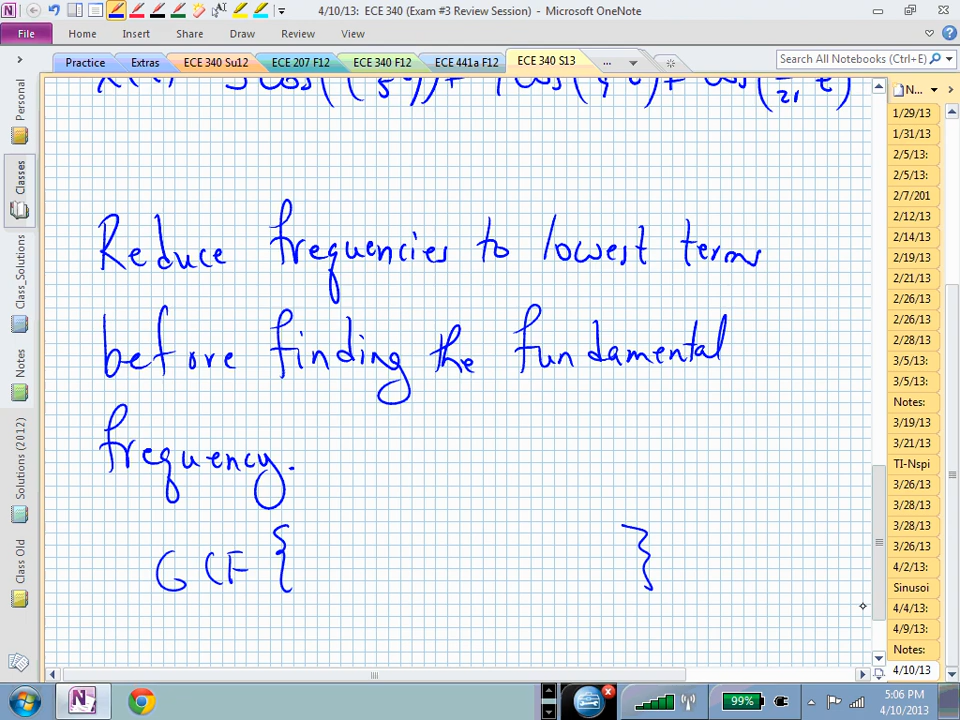 4/10/13: ECE 340 (Exam #3 Review Session) - Microsoft OneNote
File
Home
Insert
Share
Draw
Review
View
Practice
Extras
ECE 340 Su12
ECE 207 F12
ECE 340 F12
ECE 441a F12
ECE 340 S13
...
Search All Notebooks (Ctrl+E)
Personal
Classes
Class_Solutions
Notes
Solutions (2012)
Class Old
Reduce frequencies to lowest terms
before finding the fundamental
frequency.
GCF { }
N...
1/29/13
1/31/13
2/5/13:
2/5/13:
2/7/201
2/12/13
2/14/13
2/19/13
2/21/13
2/26/13
2/26/13
2/28/13
3/5/13:
3/5/13:
Notes:
3/19/13
3/21/13
TI-Nspi
3/26/13
3/28/13
3/28/13
3/26/13
4/2/13
Sinusoi
4/4/13:
4/9/13:
Notes:
4/10/13
99%
5:06 PM
4/10/2013